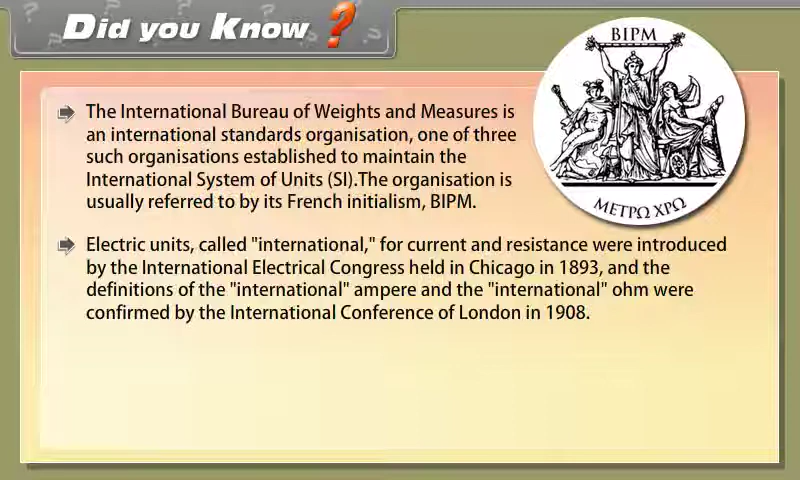 Did you Know ?
BIPM
ΜΕΤΡΩ ΧΡΩ
The International Bureau of Weights and Measures is
an international standards organisation, one of three
such organisations established to maintain the
International System of Units (SI).The organisation is
usually referred to by its French initialism, BIPM.
Electric units, called "international," for current and resistance were introduced
by the International Electrical Congress held in Chicago in 1893, and the
definitions of the "international" ampere and the "international" ohm were
confirmed by the International Conference of London in 1908.